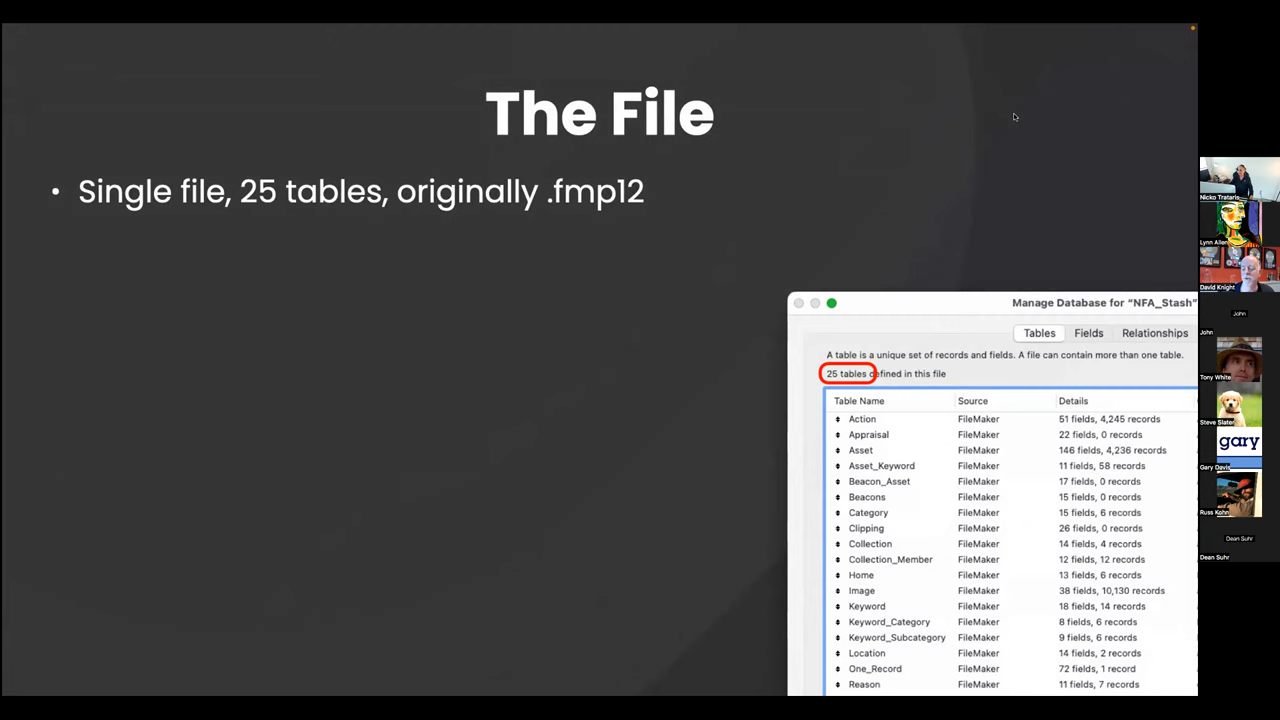 The File
• Single file, 25 tables, originally .fmp12
Manage Database for “NFA_Stash”
Tables Fields Relationships
A table is a unique set of records and fields. A file can contain more than one table.
25 tables defined in this file
Table Name Source Details
Action FileMaker 51 fields, 4,245 records
Appraisal FileMaker 22 fields, 0 records
Asset FileMaker 146 fields, 4,236 records
Asset_Keyword FileMaker 11 fields, 58 records
Beacon_Asset FileMaker 17 fields, 0 records
Beacons FileMaker 15 fields, 0 records
Category FileMaker 15 fields, 6 records
Clipping FileMaker 26 fields, 0 records
Collection FileMaker 14 fields, 4 records
Collection_Member FileMaker 12 fields, 12 records
Home FileMaker 13 fields, 6 records
Image FileMaker 38 fields, 10,130 records
Keyword FileMaker 18 fields, 14 records
Keyword_Category FileMaker 8 fields, 6 records
Keyword_Subcategory FileMaker 9 fields, 6 records
Location FileMaker 14 fields, 2 records
One_Record FileMaker 72 fields, 1 record
Reason FileMaker 11 fields, 7 records
Nicko Trataris
Lynn Allen
David Knight
John
John
Tony White
Steve Slater
gary
Gary Davis
Russ Kohn
Dean Suhr
Dean Suhr